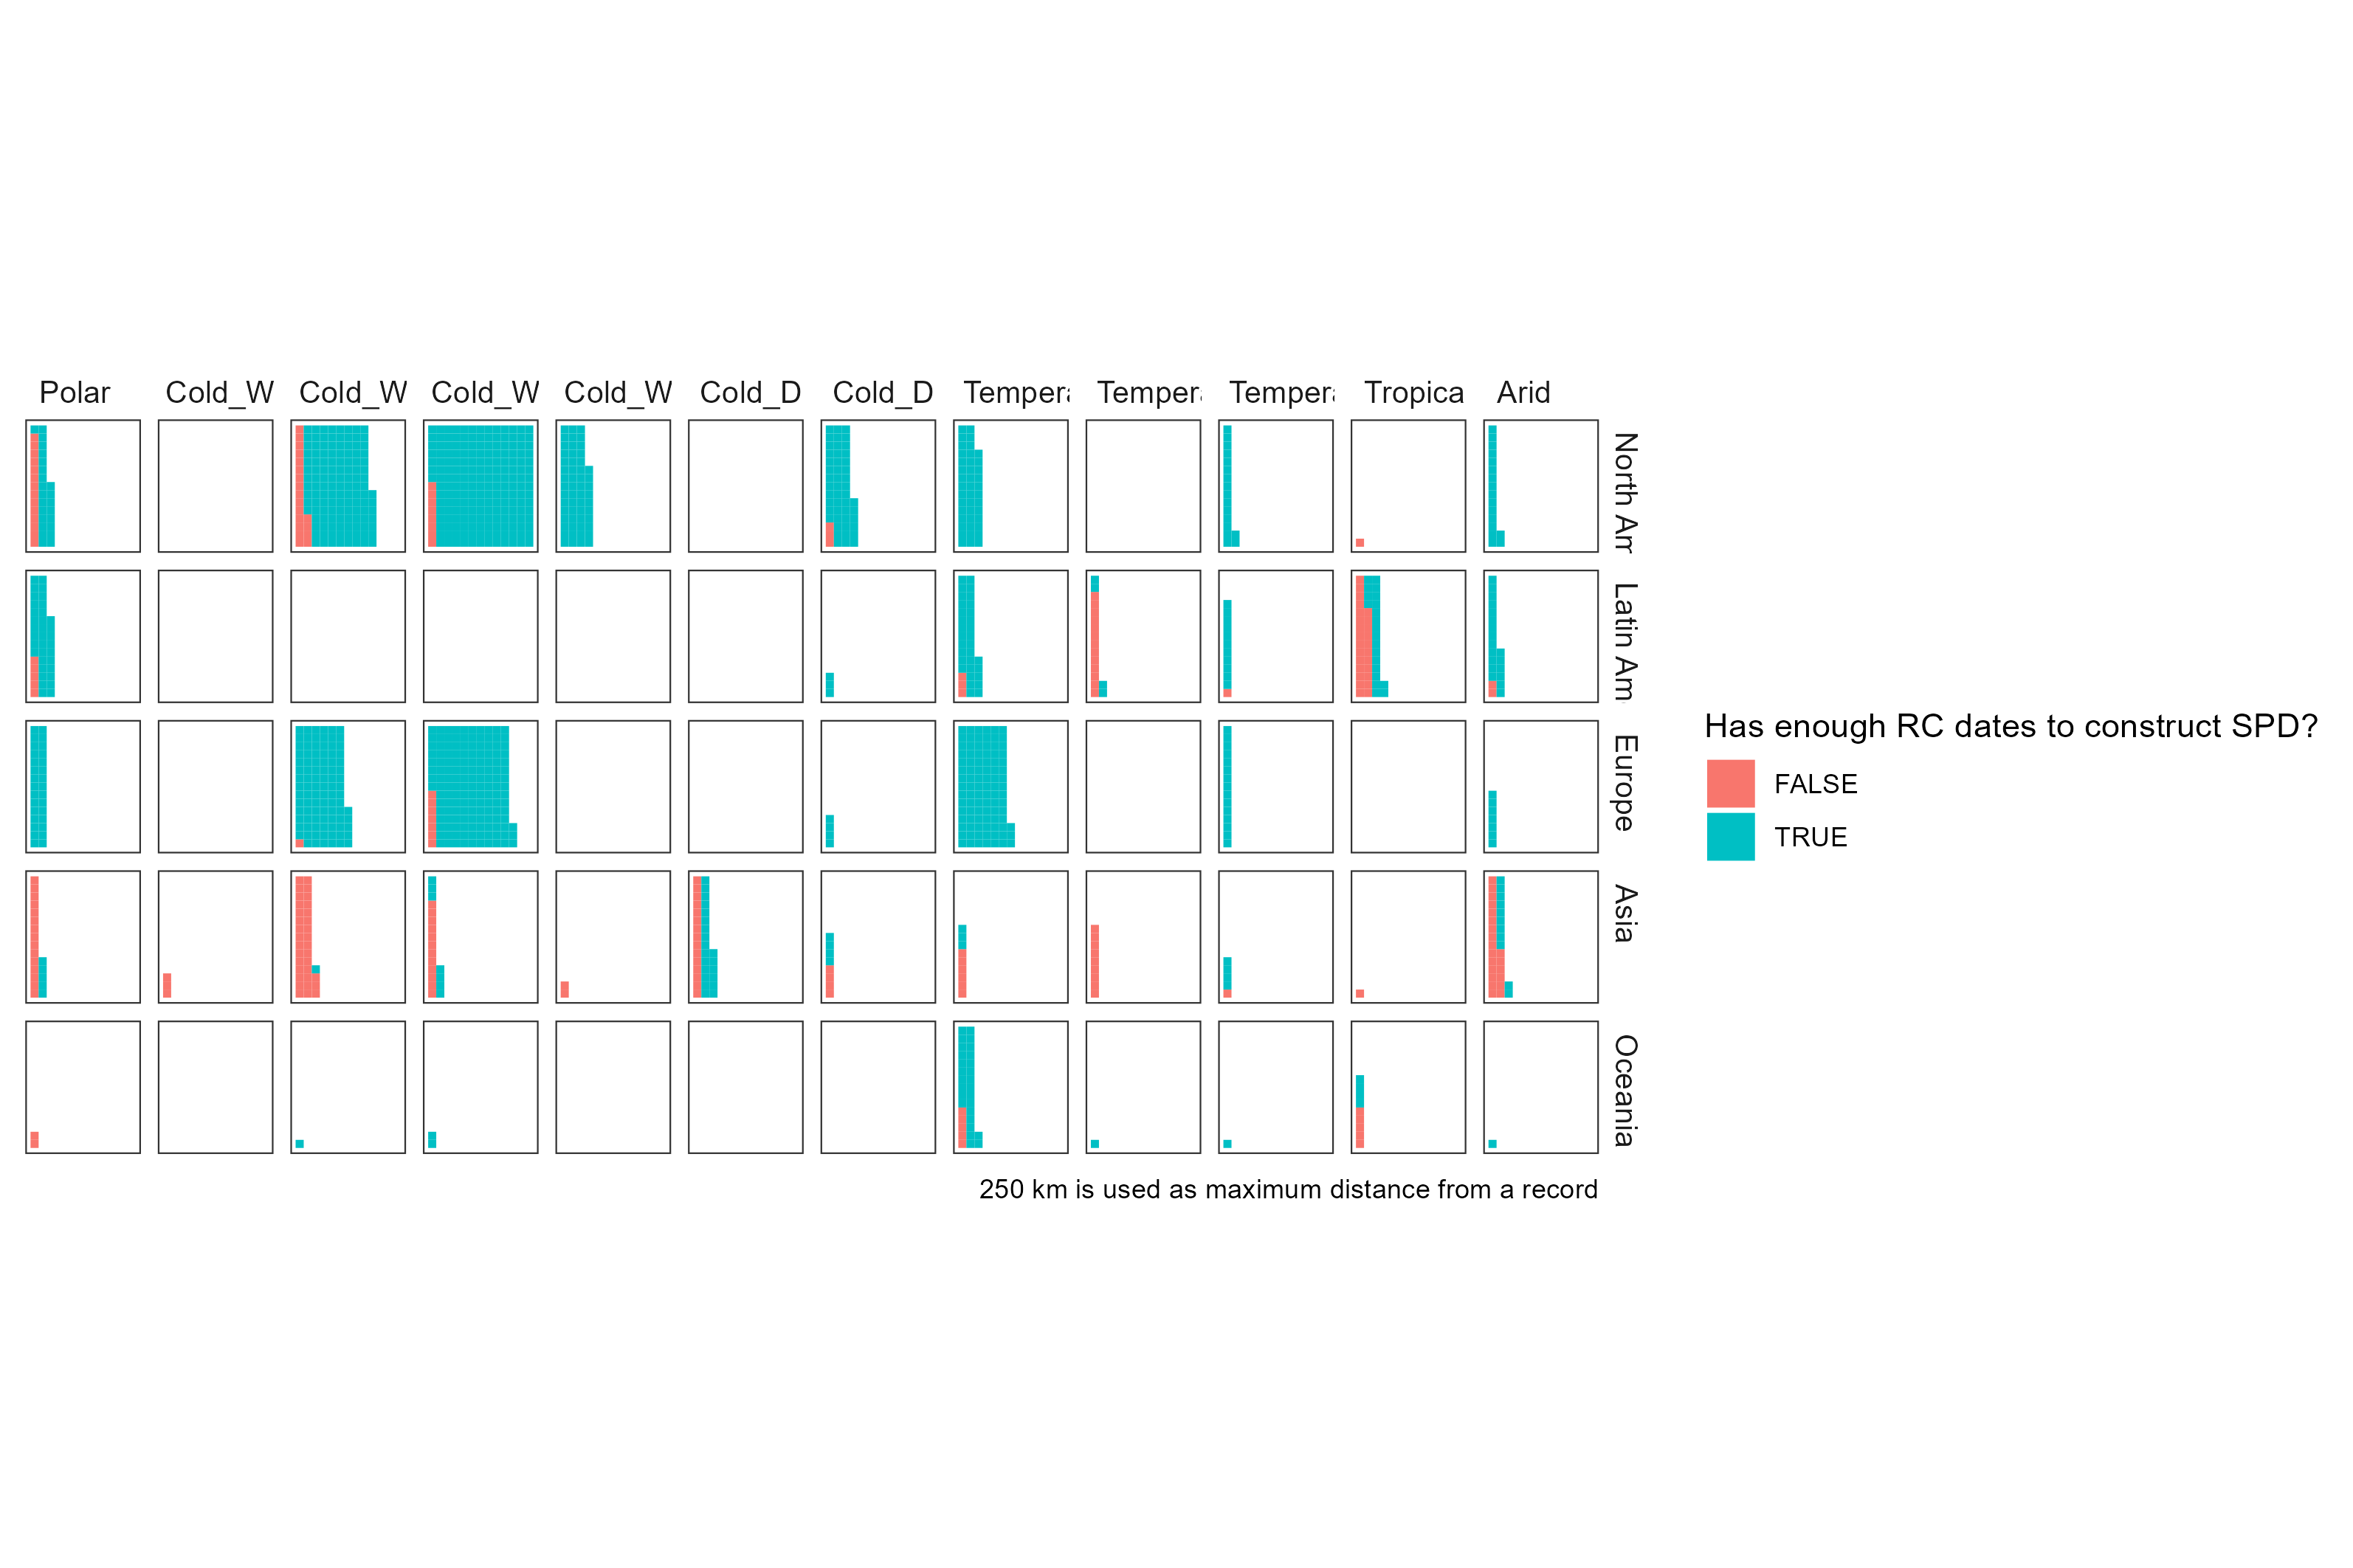 Polar Cold_W Cold_W Cold_W Cold_W Cold_D Cold_D Tempera Tempera Tempera Tropica Arid
North Am
Latin Am
Europe
Asia
Oceania
Has enough RC dates to construct SPD?
FALSE
TRUE
250 km is used as maximum distance from a record